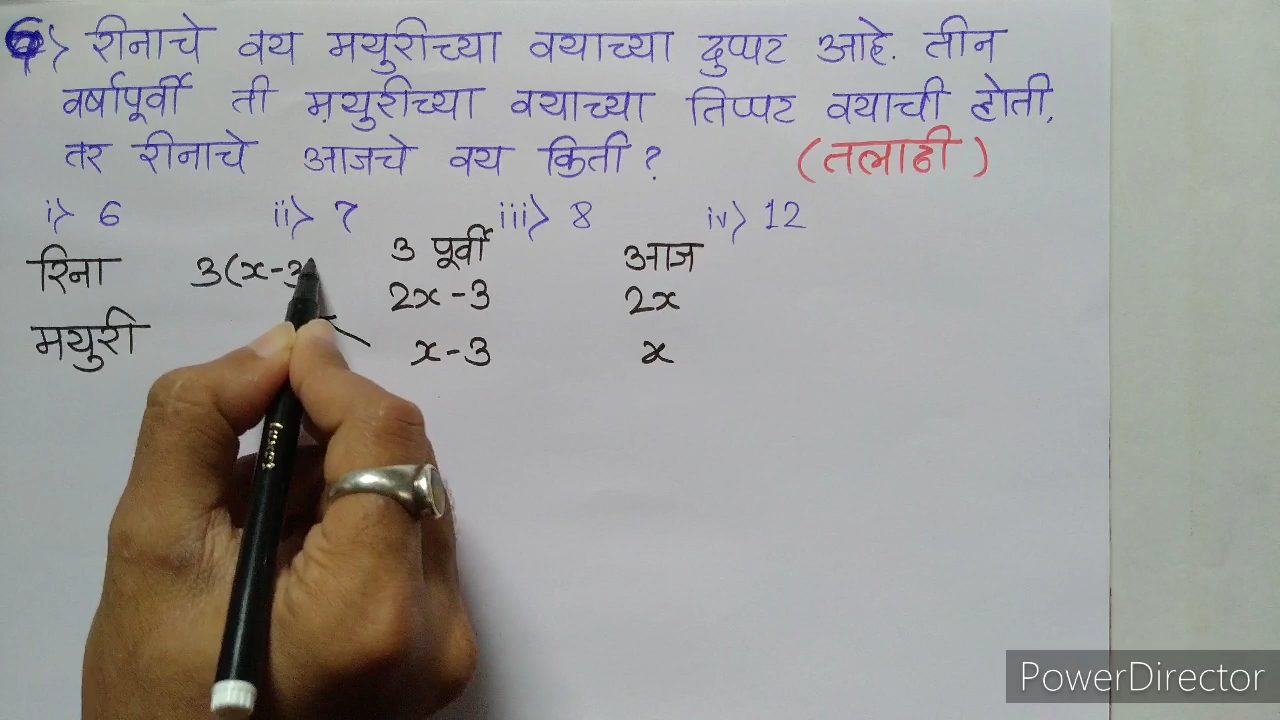 6> रीनाचे वय मयुरीच्या वयाच्या दुप्पट आहे. तीन
वर्षापूर्वी ती मयुरीच्या वयाच्या तिप्पट वयाची होती.
तर रीनाचे आजचे वय किती ? (तलाठी)
i> 6 ii> 7 iii> 8 iv> 12
3 पूर्वी आज
रिना 3(x-3 2x-3 2x
मयुरी x-3 x
PowerDirector